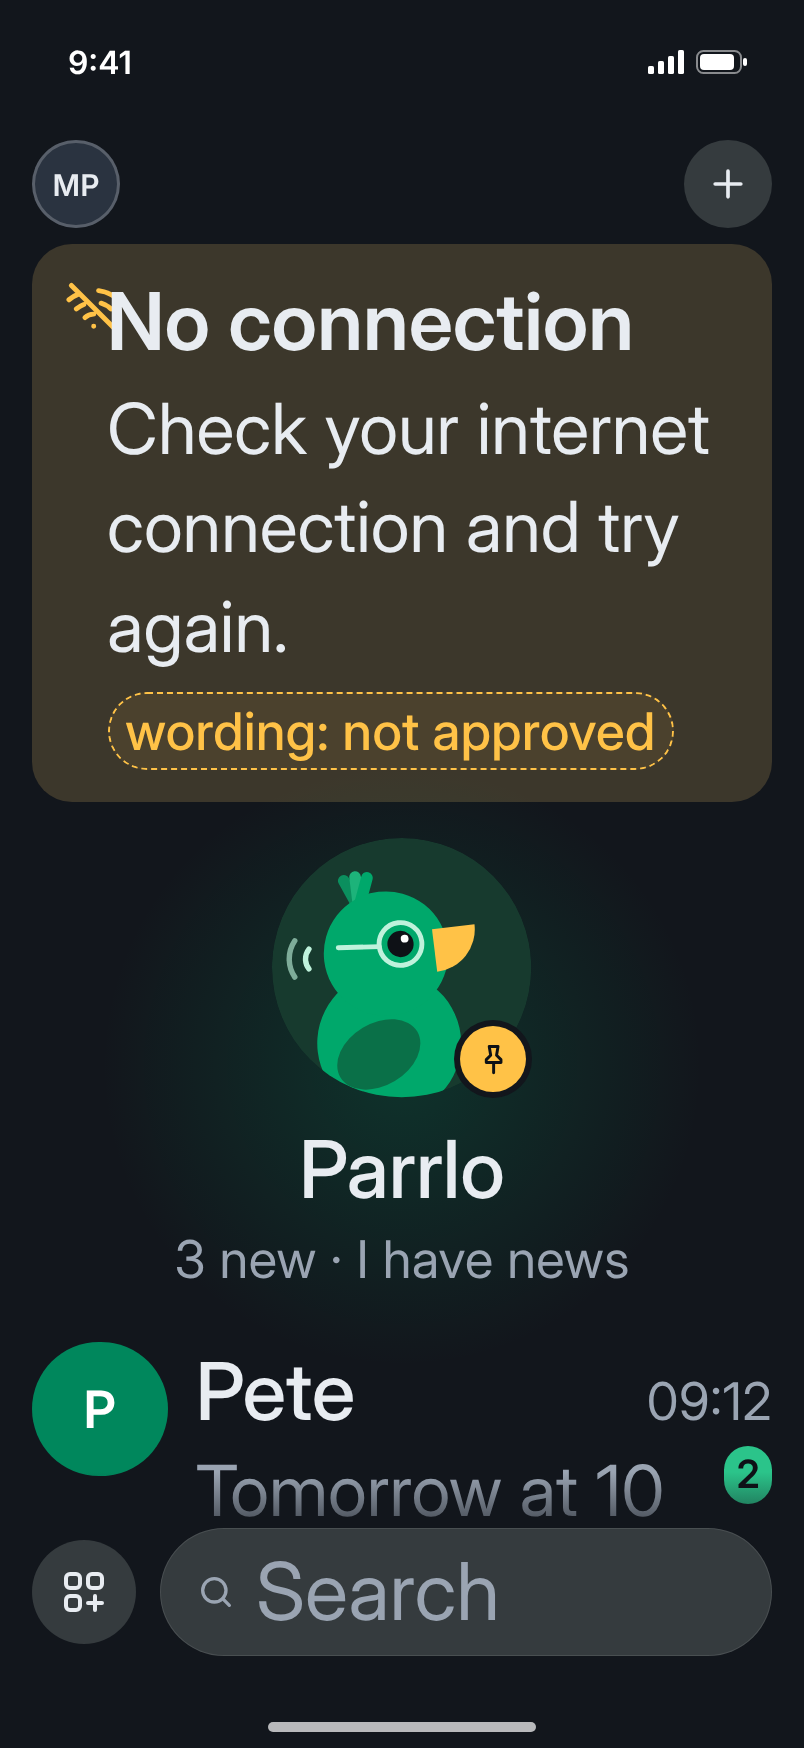 9:41
MP
No connection
Check your internet
connection and try
again.
wording: not approved
Parrlo
3 new · I have news
P
Pete
09:12
Tomorrow at 10
2
Search